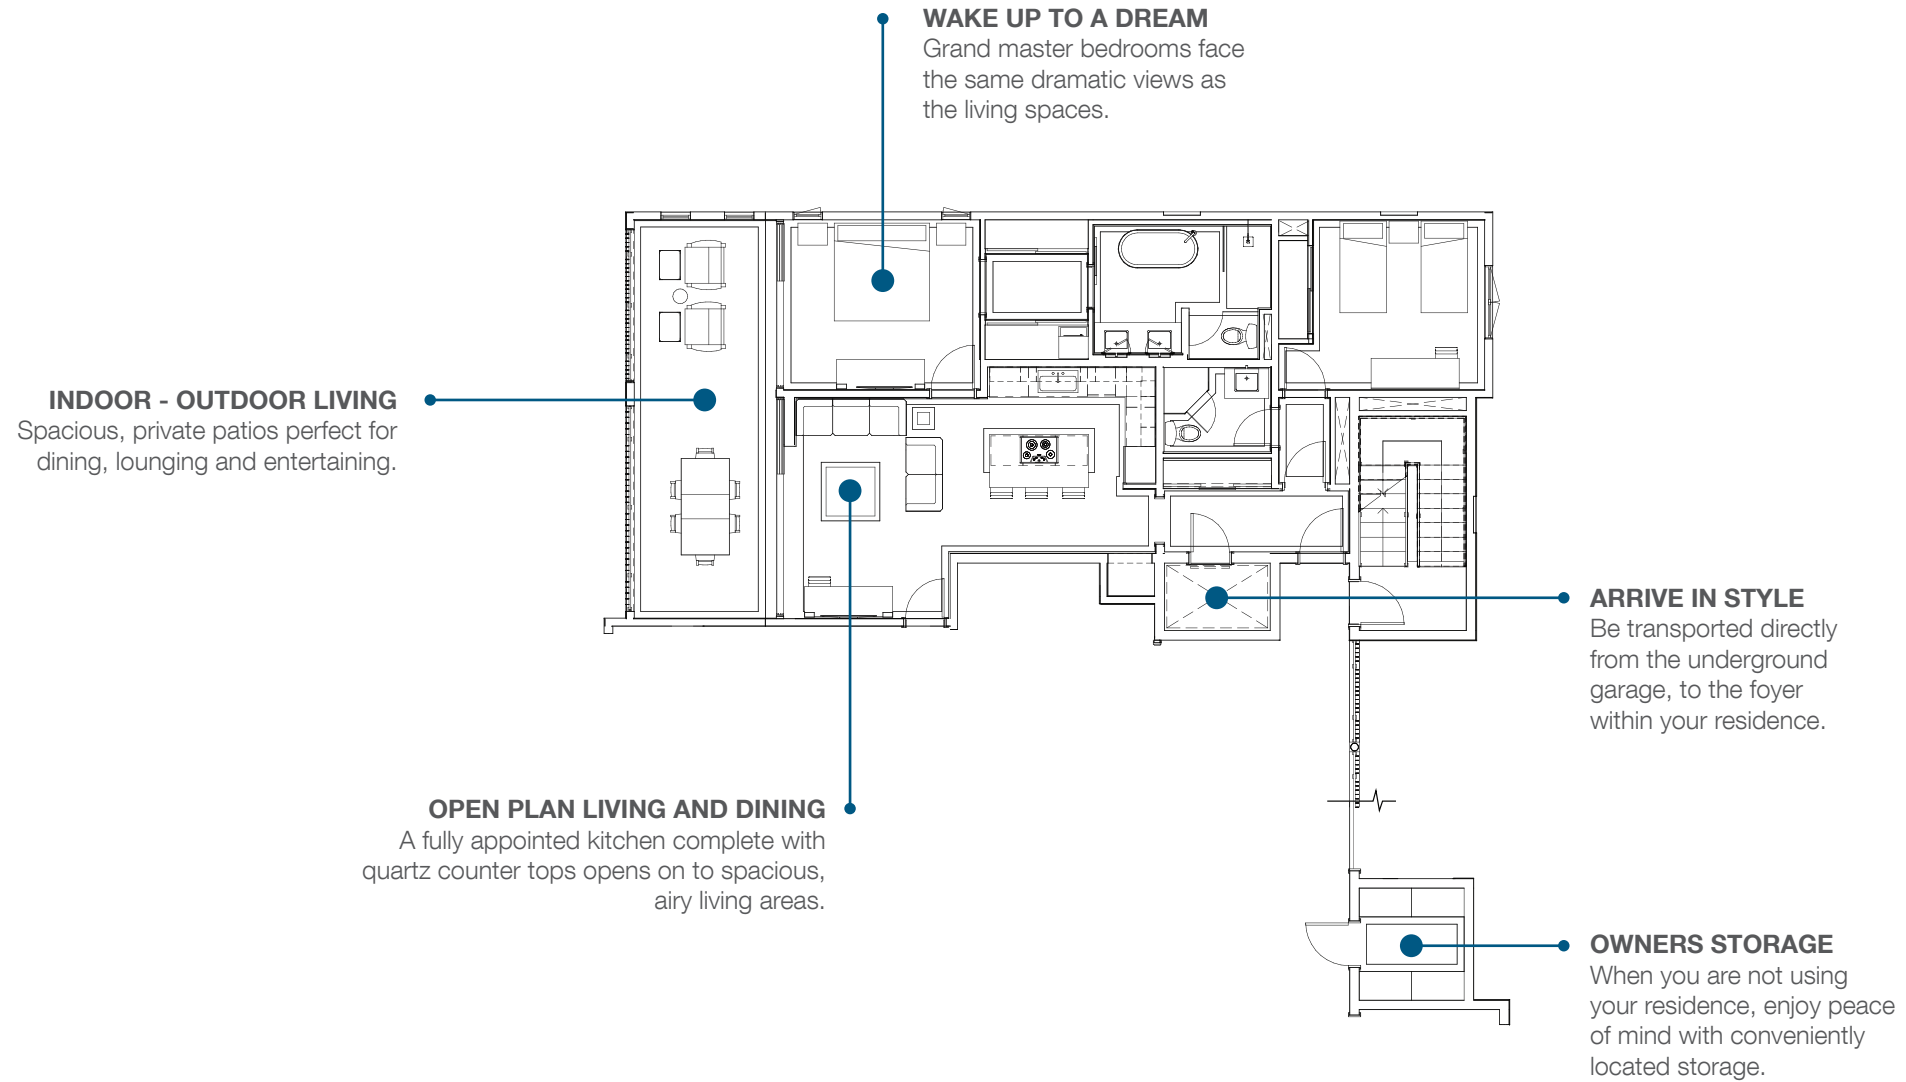 WAKE UP TO A DREAM
Grand master bedrooms face
the same dramatic views as
the living spaces.
INDOOR - OUTDOOR LIVING
Spacious, private patios perfect for
dining, lounging and entertaining.
ARRIVE IN STYLE
Be transported directly
from the underground
garage, to the foyer
within your residence.
OPEN PLAN LIVING AND DINING
A fully appointed kitchen complete with
quartz counter tops opens on to spacious,
airy living areas.
OWNERS STORAGE
When you are not using
your residence, enjoy peace
of mind with conveniently
located storage.